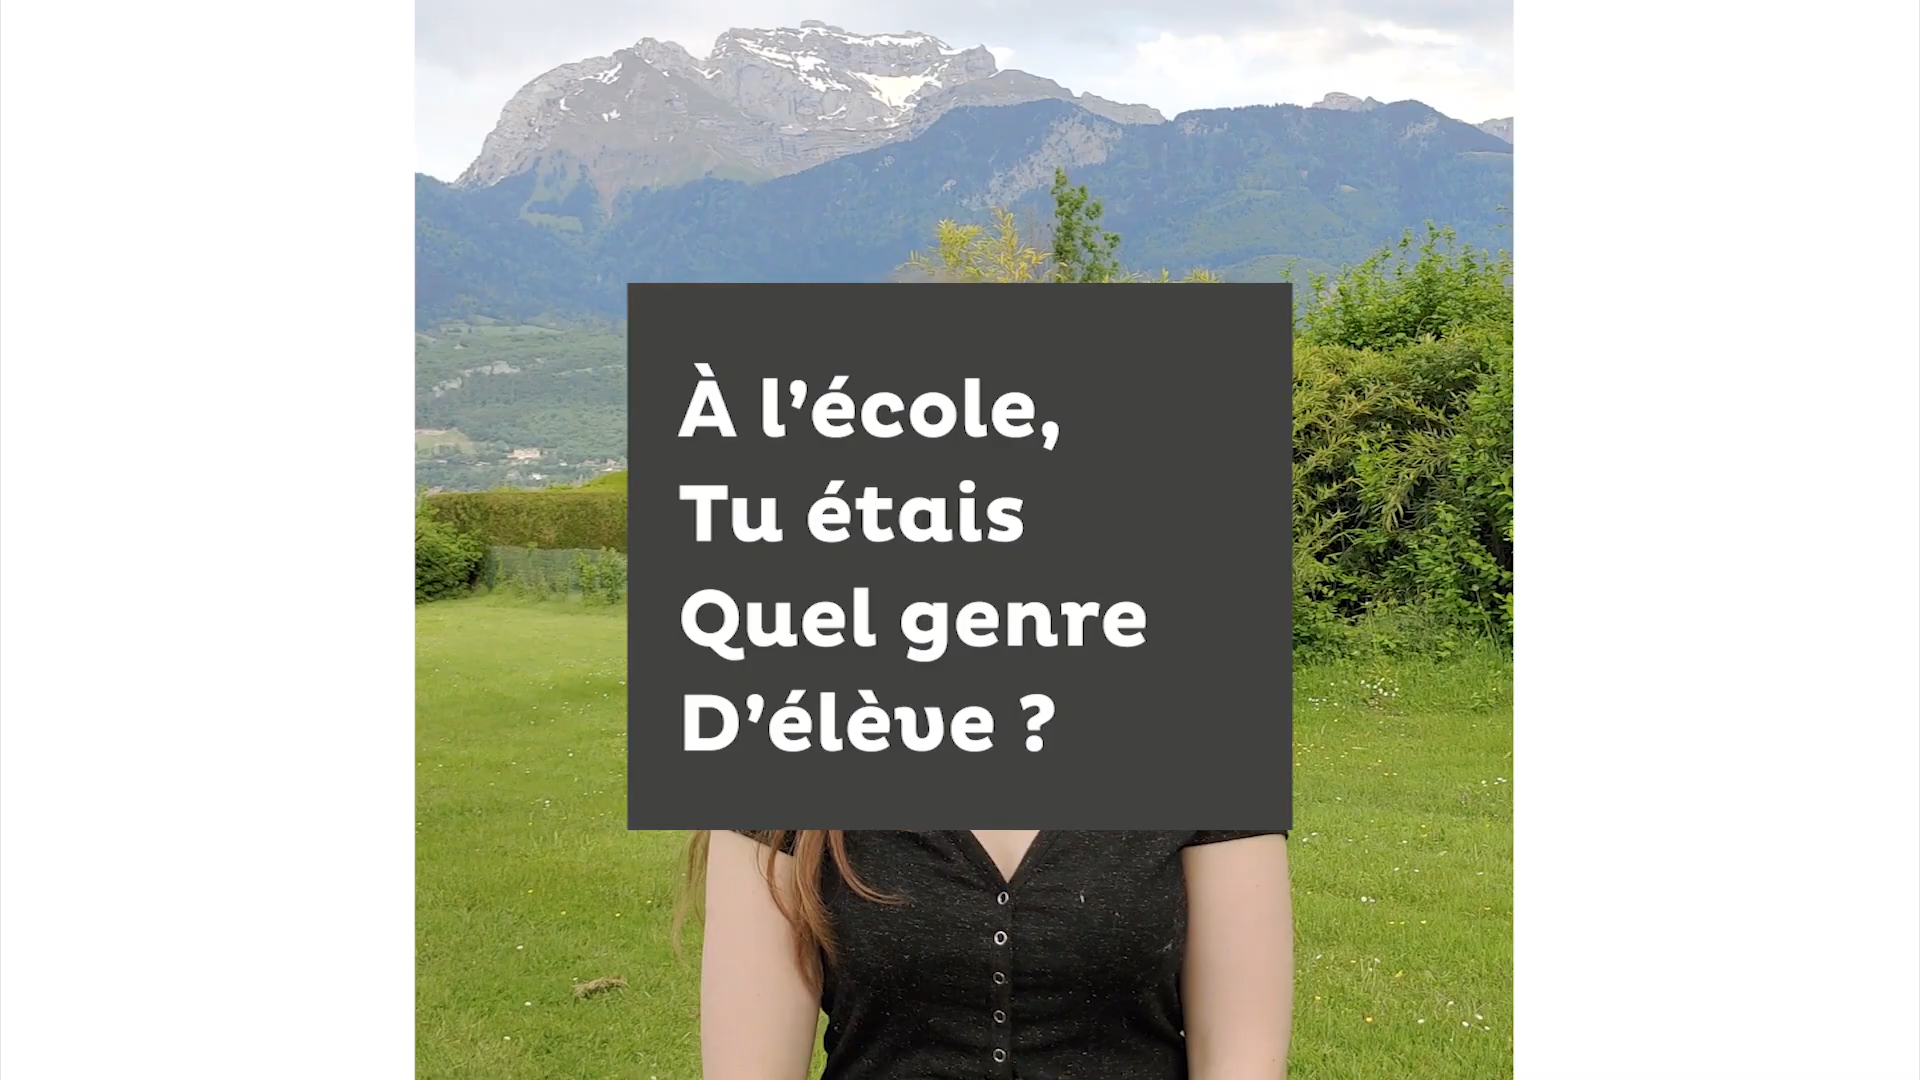 À l’école,
Tu étais
Quel genre
D’élève ?